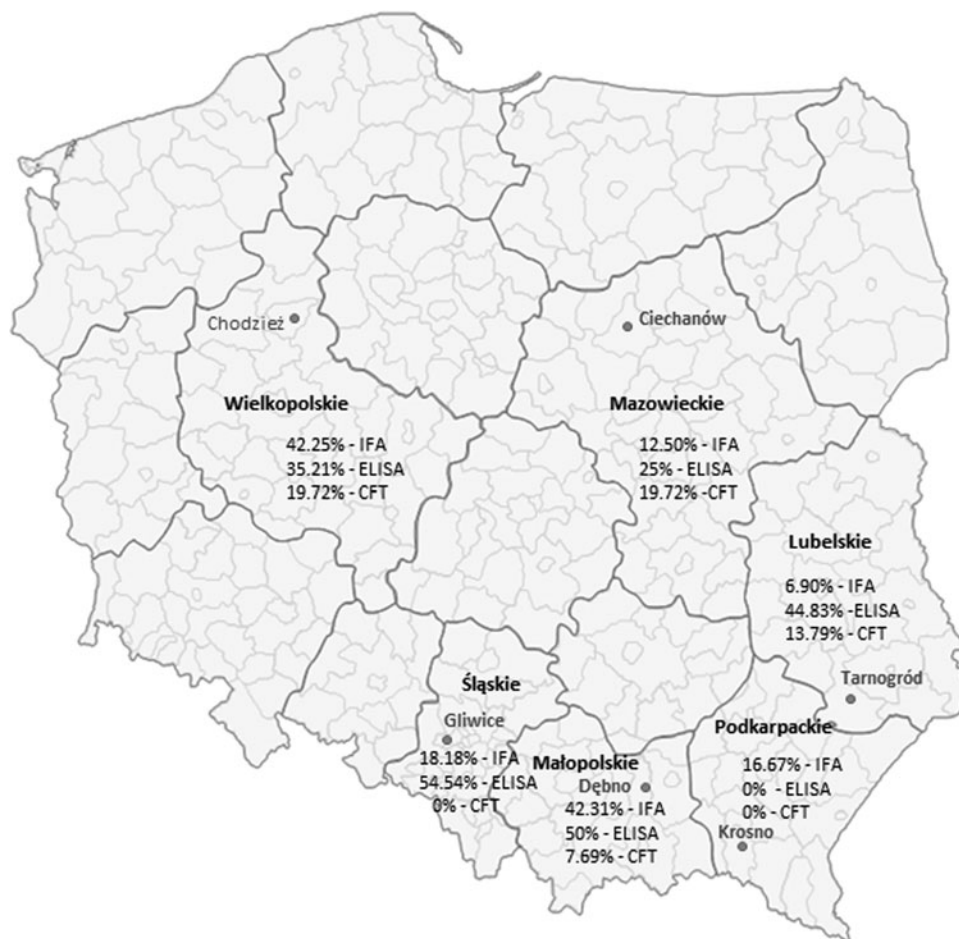 Chodzież
Ciechanów
Wielkopolskie
42.25% - IFA
35.21% - ELISA
19.72% - CFT
Mazowieckie
12.50% - IFA
25% - ELISA
19.72% -CFT
Lubelskie
6.90% - IFA
44.83% -ELISA
13.79% - CFT
Tarnogród
Śląskie
Gliwice
18.18% - IFA
54.54% - ELISA
0% - CFT
Małopolskie
Dębno
42.31% - IFA
50% - ELISA
7.69% - CFT
Podkarpackie
16.67% - IFA
0% - ELISA
0% - CFT
Krosno